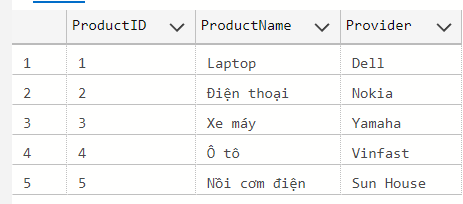 ProductID ProductName Provider
1 1 Laptop Dell
2 2 Điện thoại Nokia
3 3 Xe máy Yamaha
4 4 Ô tô Vinfast
5 5 Nồi cơm điện Sun House